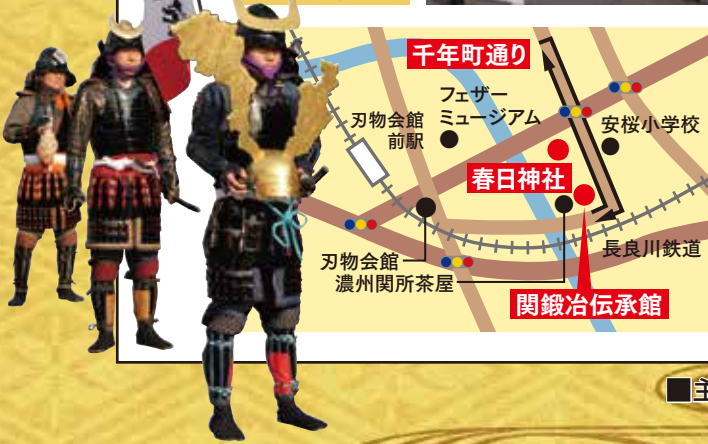 千年町通り
フェザー
ミュージアム
刃物会館
前駅
安桜小学校
春日神社
長良川鉄道
刃物会館
濃州関所茶屋
関鍛冶伝承館
■主